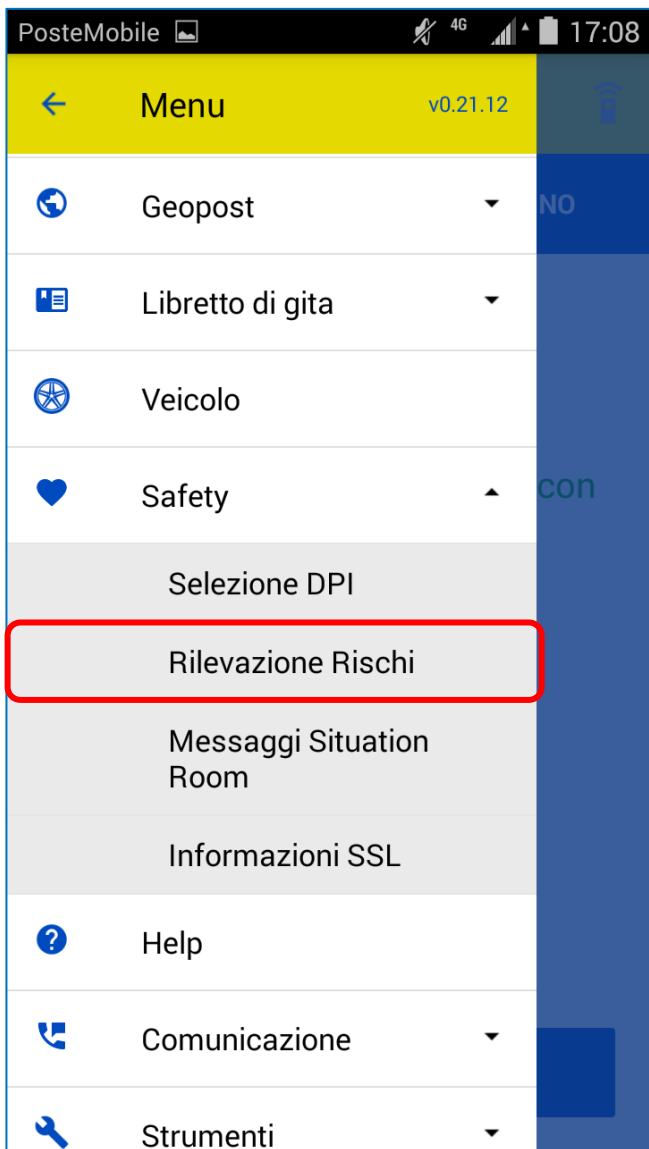 PosteMobile 4G 17:08
Menu v0.21.12
Geopost
NO
Libretto di gita
Veicolo
Safety
con
Selezione DPI
Rilevazione Rischi
Messaggi Situation
Room
Informazioni SSL
Help
Comunicazione
Strumenti